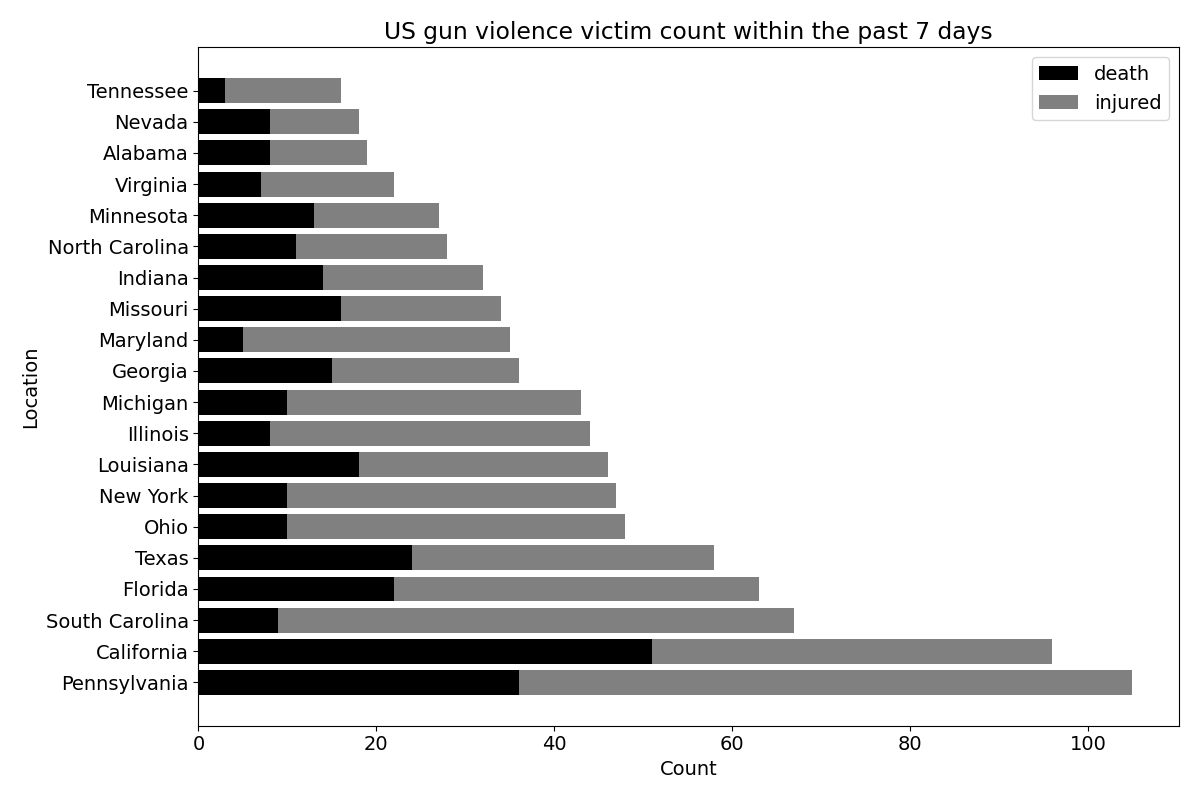 US gun violence victim count within the past 7 days
death
injured
Tennessee
Nevada
Alabama
Virginia
Minnesota
North Carolina
Indiana
Missouri
Maryland
Georgia
Michigan
Illinois
Louisiana
New York
Ohio
Texas
Florida
South Carolina
California
Pennsylvania
Location
0 20 40 60 80 100
Count